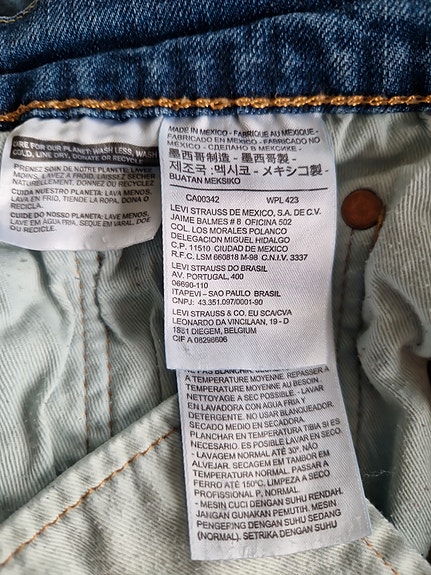 CARE FOR OUR PLANET: WASH LESS, WASH
COLD, LINE DRY, DONATE OR RECYCLE.
PRENEZ SOIN DE NOTRE PLANETE: LAVEZ
MOINS, LAVEZ A FROID, LAISSEZ SÉCHER
NATURELLEMENT, DONNEZ OU RECYCLEZ
CUIDA NUESTRO PLANETA: LAVA MENOS,
LAVA EN FRIO, TIENDE LA ROPA, DONA O
RECICLA.
CUIDE DO NOSSO PLANETA: LAVE MENOS,
LAVE EM AGUA FRIA, SEQUE EM VARAL, DOE
OU RECICLE.
MADE IN MEXICO - FABRIQUE AU MEXIQUE -
FABRICADO EN MEXICO - FABRICADO NO
MEXICO - СДЕЛАНО В МЕКСИКЕ -
墨西哥制造 - 墨西哥製 -
제조국 :멕시코 - メキシコ製 -
BUATAN MEKSIKO
CA00342 WPL 423
LEVI STRAUSS DE MEXICO, S.A. DE C.V.
JAIME BALMES # 8 OFICINA 502
COL. LOS MORALES POLANCO
DELEGACION MIGUEL HIDALGO
C.P. 11510 CIUDAD DE MEXICO
R.F.C. LSM 660818 M-98 C.N.I.V. 3337
LEVI STRAUSS DO BRASIL
AV. PORTUGAL, 400
06690-110
ITAPEVI – SAO PAULO BRASIL
CNPJ: 43.351.097/0001-90
LEVI STRAUSS & CO. EU SCA/CVA
LEONARDO DA VINCILAAN, 19 - D
1831 DIEGEM, BELGIUM
CIF A 08298606
NE PAS BLANCHIR.
A TEMPERATURE MOYENNE. REPASSER A
TEMPERATURE MOYENNE AU BESOIN.
NETTOYAGE A SEC POSSIBLE. - LAVAR
EN LAVADORA CON AGUA FRIA Y
DETERGENTE. NO USAR BLANQUEADOR.
SECADO MEDIO EN SECADORA.
PLANCHAR EN TEMPERATURA TIBIA SI ES
NECESARIO. ES POSIBLE LAVAR EN SECO.
- LAVAGEM NORMAL ATÉ 30º, NÃO
ALVEJAR, SECAGEM EM TAMBOR EM
TEMPERATURA NORMAL. PASSAR A
FERRO ATÉ 150ºC, LIMPEZA A SECO
PROFISSIONAL P, NORMAL.
- MESIN CUCI DENGAN SUHU RENDAH.
JANGAN GUNAKAN PEMUTIH. MESIN
PENGERING DENGAN SUHU SEDANG
(NORMAL). SETRIKA DENGAN SUHU